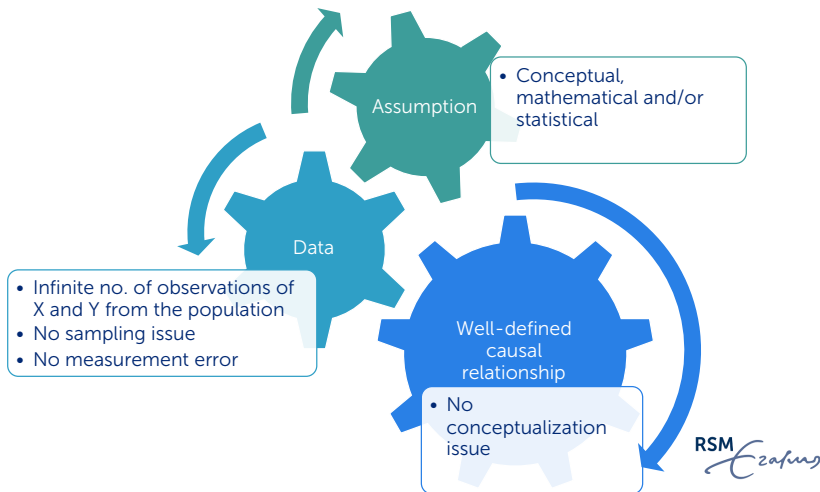 Assumption
• Conceptual,
mathematical and/or
statistical
Data
• Infinite no. of observations of
X and Y from the population
• No sampling issue
• No measurement error
Well-defined
causal
relationship
• No
conceptualization
issue
RSM
Erasmus